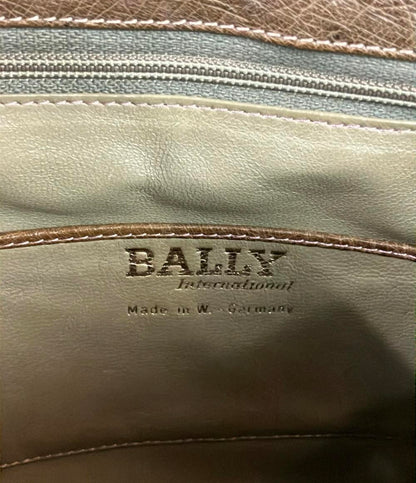 BALLY
International
Made in W. - Germany